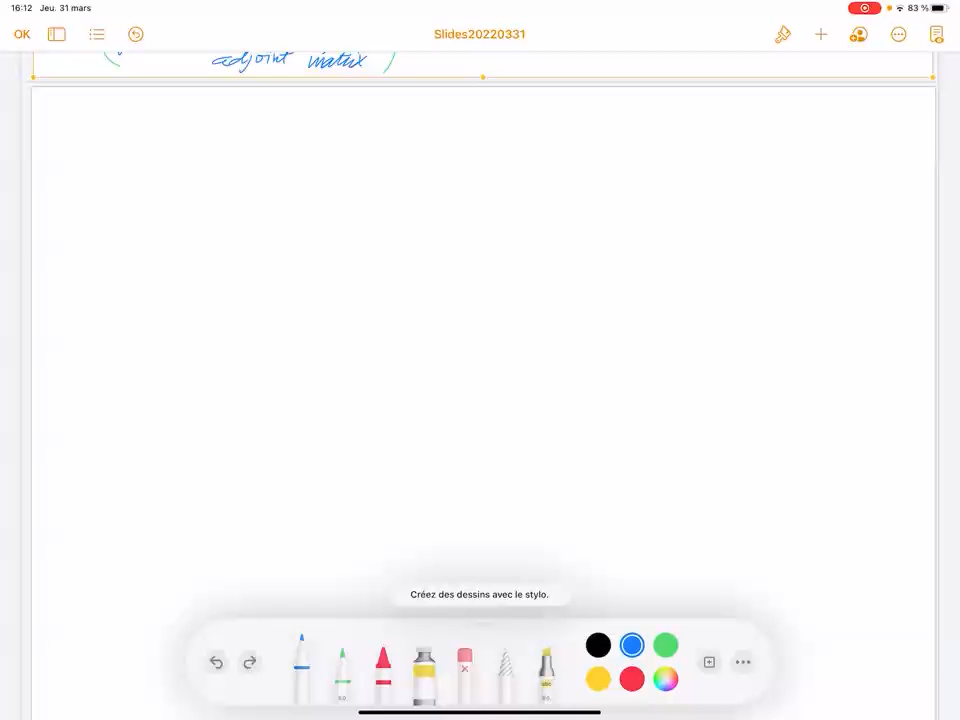 16:12 Jeu. 31 mars 83 %
OK Slides20220331
adjoint matrix )
Créez des dessins avec le stylo.